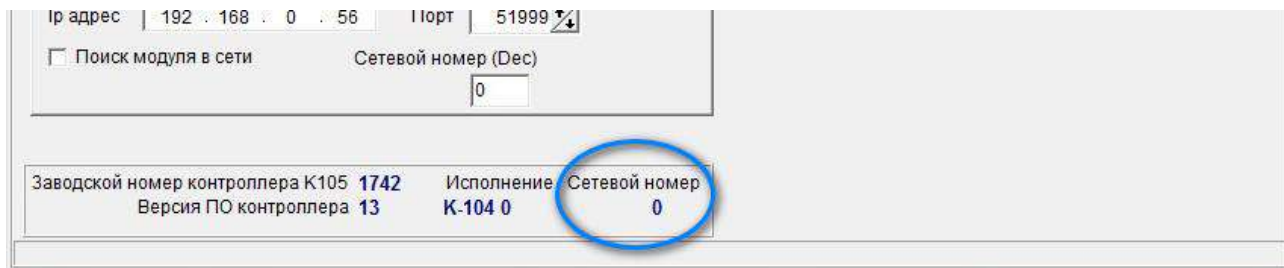 Ip адрес 192 . 168 . 0 . 56 Порт 51999
Поиск модуля в сети Сетевой номер (Dec)
0
Заводской номер контроллера K105 1742 Исполнение Сетевой номер
Версия ПО контроллера 13 K-104 0 0